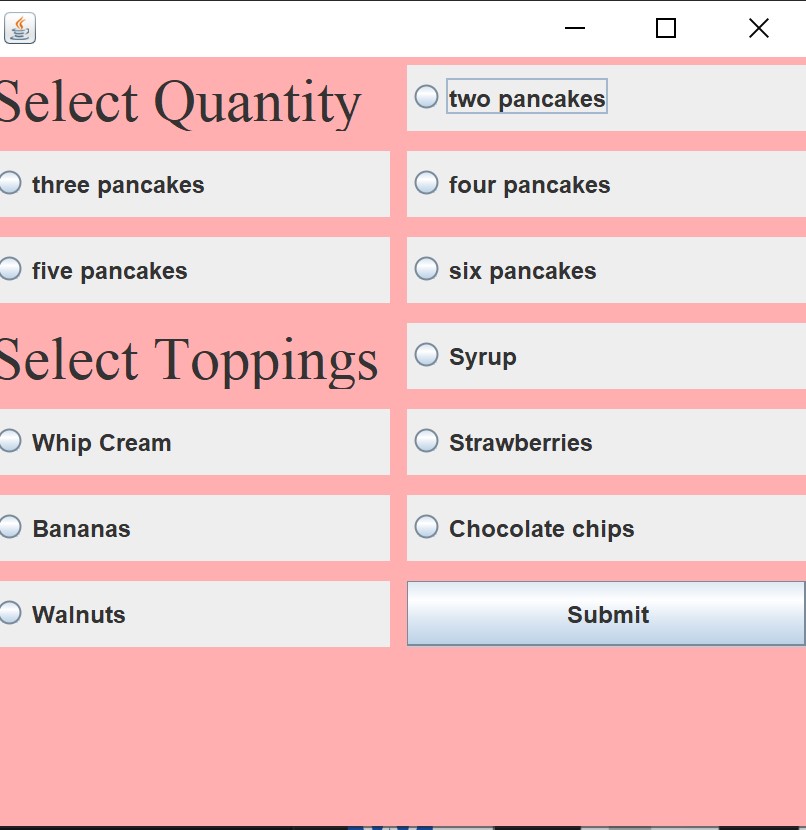 Select Quantity
two pancakes
three pancakes
four pancakes
five pancakes
six pancakes
Select Toppings
Syrup
Whip Cream
Strawberries
Bananas
Chocolate chips
Walnuts
Submit